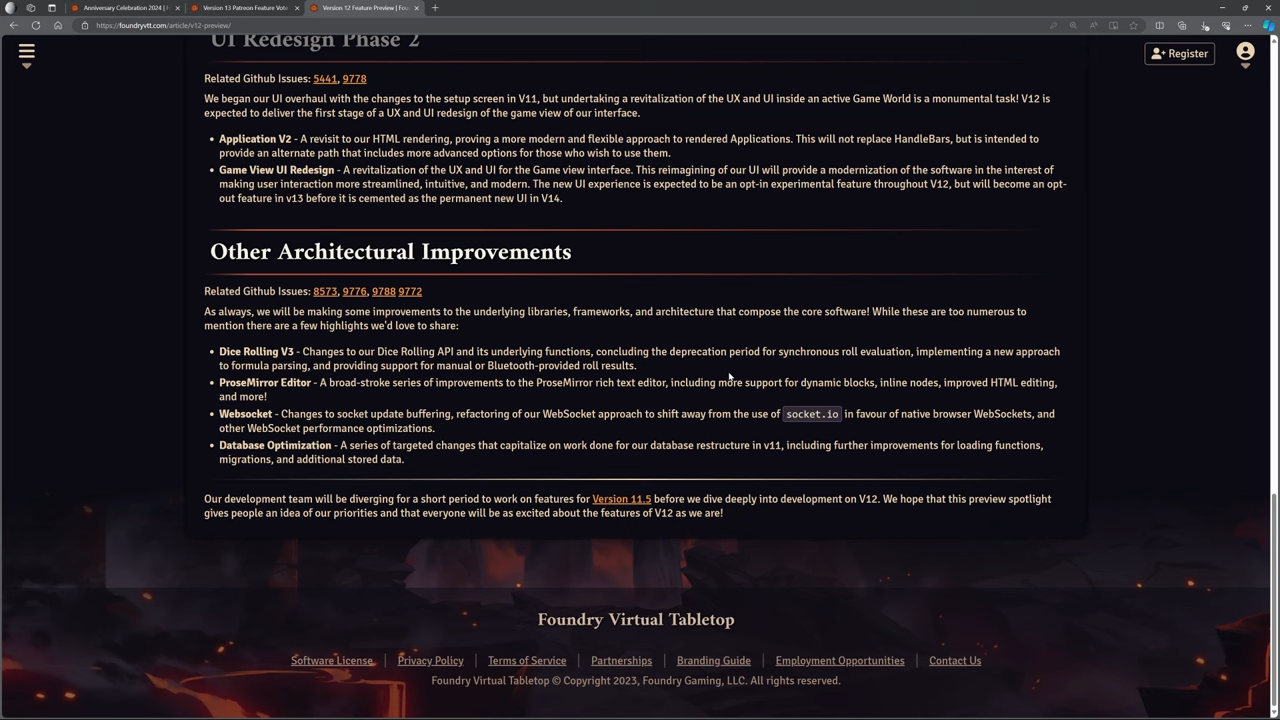 Anniversary Celebration 2024 | F
Version 13 Patreon Feature Vote
Version 12 Feature Preview | Fou
https://foundryvtt.com/article/v12-preview/
UI Redesign Phase 2
Register
Related Github Issues: 5441, 9778
We began our UI overhaul with the changes to the setup screen in V11, but undertaking a revitalization of the UX and UI inside an active Game World is a monumental task! V12 is
expected to deliver the first stage of a UX and UI redesign of the game view of our interface.
• Application V2 - A revisit to our HTML rendering, proving a more modern and flexible approach to rendered Applications. This will not replace HandleBars, but is intended to
provide an alternate path that includes more advanced options for those who wish to use them.
• Game View UI Redesign - A revitalization of the UX and UI for the Game view interface. This reimagining of our UI will provide a modernization of the software in the interest of
making user interaction more streamlined, intuitive, and modern. The new UI experience is expected to be an opt-in experimental feature throughout V12, but will become an opt-
out feature in v13 before it is cemented as the permanent new UI in V14.
Other Architectural Improvements
Related Github Issues: 8573, 9776, 9788 9772
As always, we will be making some improvements to the underlying libraries, frameworks, and architecture that compose the core software! While these are too numerous to
mention there are a few highlights we'd love to share:
• Dice Rolling V3 - Changes to our Dice Rolling API and its underlying functions, concluding the deprecation period for synchronous roll evaluation, implementing a new approach
to formula parsing, and providing support for manual or Bluetooth-provided roll results.
• ProseMirror Editor - A broad-stroke series of improvements to the ProseMirror rich text editor, including more support for dynamic blocks, inline nodes, improved HTML editing,
and more!
• Websocket - Changes to socket update buffering, refactoring of our WebSocket approach to shift away from the use of socket.io in favour of native browser WebSockets, and
other WebSocket performance optimizations.
• Database Optimization - A series of targeted changes that capitalize on work done for our database restructure in v11, including further improvements for loading functions,
migrations, and additional stored data.
Our development team will be diverging for a short period to work on features for Version 11.5 before we dive deeply into development on V12. We hope that this preview spotlight
gives people an idea of our priorities and that everyone will be as excited about the features of V12 as we are!
Foundry Virtual Tabletop
Software License | Privacy Policy | Terms of Service | Partnerships | Branding Guide | Employment Opportunities | Contact Us
Foundry Virtual Tabletop © Copyright 2023, Foundry Gaming, LLC. All rights reserved.